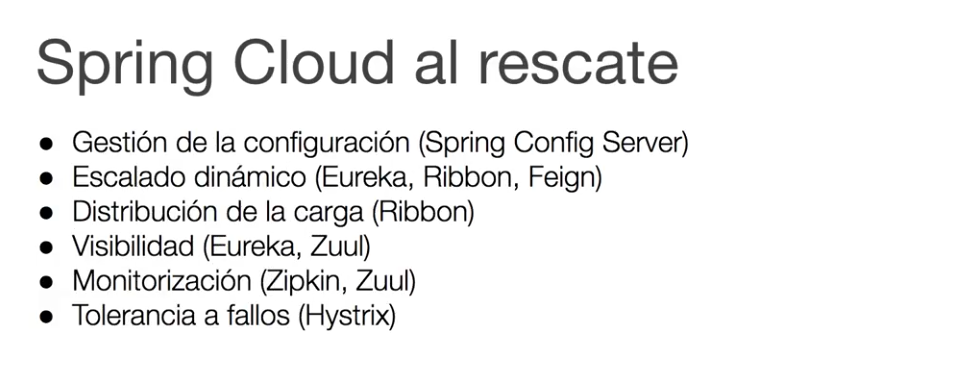 Spring Cloud al rescate
● Gestión de la configuración (Spring Config Server)
● Escalado dinámico (Eureka, Ribbon, Feign)
● Distribución de la carga (Ribbon)
● Visibilidad (Eureka, Zuul)
● Monitorización (Zipkin, Zuul)
● Tolerancia a fallos (Hystrix)